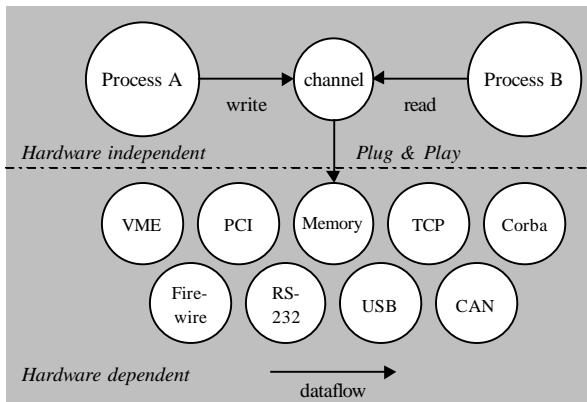 Process A
channel
Process B
write
read
Hardware independent
Plug & Play
VME
PCI
Memory
TCP
Corba
Fire-
wire
RS-
232
USB
CAN
Hardware dependent
dataflow